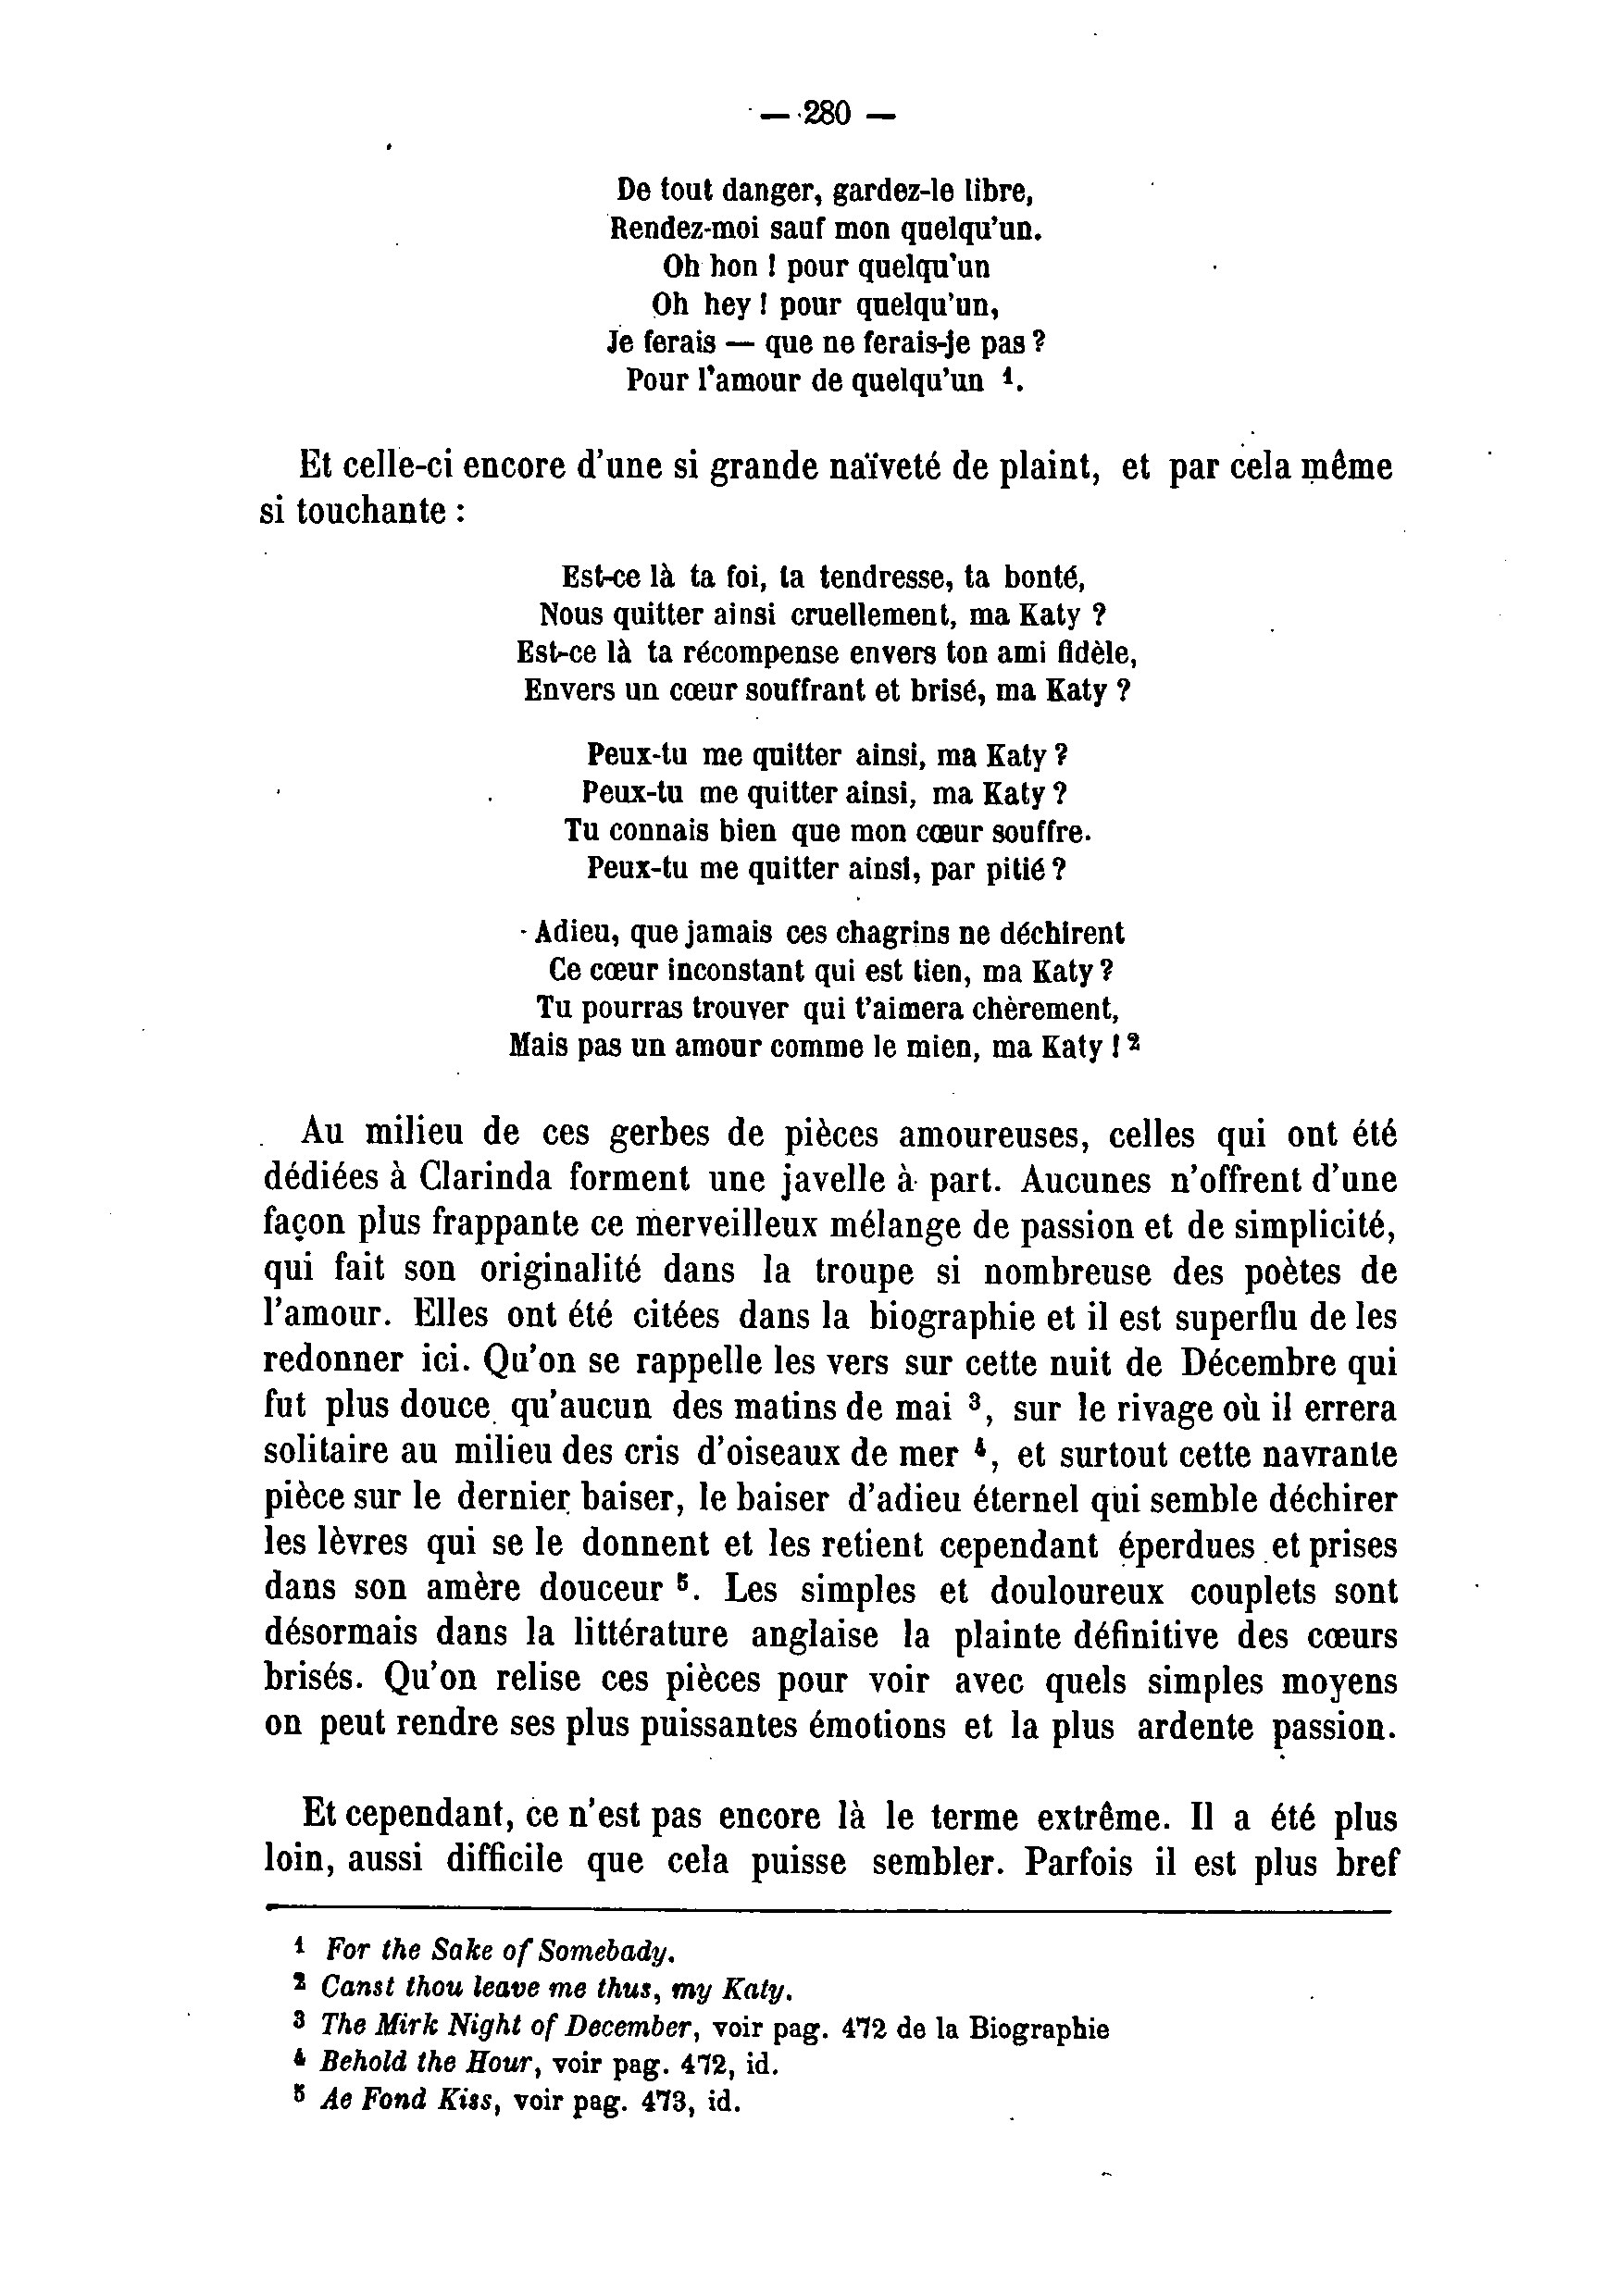 — 280 —
De tout danger, gardez-le libre,
Rendez-moi sauf mon quelqu'un.
Oh hon ! pour quelqu'un
Oh hey ! pour quelqu'un,
Je ferais — que ne ferais-je pas ?
Pour l'amour de quelqu'un ¹.
Et celle-ci encore d'une si grande naïveté de plaint, et par cela même
si touchante :
Est-ce là ta foi, ta tendresse, ta bonté,
Nous quitter ainsi cruellement, ma Katy ?
Est-ce là ta récompense envers ton ami fidèle,
Envers un cœur souffrant et brisé, ma Katy ?
Peux-tu me quitter ainsi, ma Katy ?
Peux-tu me quitter ainsi, ma Katy ?
Tu connais bien que mon cœur souffre.
Peux-tu me quitter ainsi, par pitié ?
Adieu, que jamais ces chagrins ne déchirent
Ce cœur inconstant qui est tien, ma Katy ?
Tu pourras trouver qui t'aimera chèrement,
Mais pas un amour comme le mien, ma Katy ! ²
Au milieu de ces gerbes de pièces amoureuses, celles qui ont été
dédiées à Clarinda forment une javelle à part. Aucunes n'offrent d'une
façon plus frappante ce merveilleux mélange de passion et de simplicité,
qui fait son originalité dans la troupe si nombreuse des poètes de
l'amour. Elles ont été citées dans la biographie et il est superflu de les
redonner ici. Qu'on se rappelle les vers sur cette nuit de Décembre qui
fut plus douce qu'aucun des matins de mai ³, sur le rivage où il errera
solitaire au milieu des cris d'oiseaux de mer ⁴, et surtout cette navrante
pièce sur le dernier baiser, le baiser d'adieu éternel qui semble déchirer
les lèvres qui se le donnent et les retient cependant éperdues et prises
dans son amère douceur ⁵. Les simples et douloureux couplets sont
désormais dans la littérature anglaise la plainte définitive des cœurs
brisés. Qu'on relise ces pièces pour voir avec quels simples moyens
on peut rendre ses plus puissantes émotions et la plus ardente passion.
Et cependant, ce n'est pas encore là le terme extrême. Il a été plus
loin, aussi difficile que cela puisse sembler. Parfois il est plus bref
¹ For the Sake of Somebady.
² Canst thou leave me thus, my Katy.
³ The Mirk Night of December, voir pag. 472 de la Biographie
⁴ Behold the Hour, voir pag. 472, id.
⁵ Ae Fond Kiss, voir pag. 473, id.